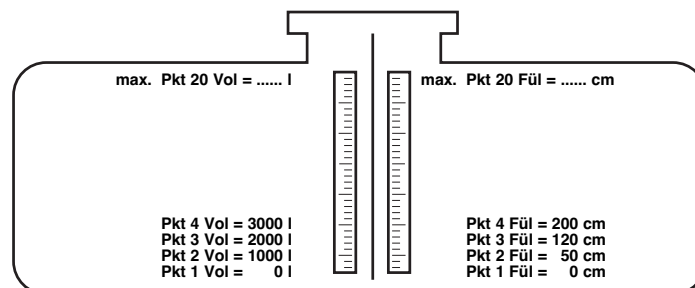 max. Pkt 20 Vol = ...... l
max. Pkt 20 Fül = ...... cm
Pkt 4 Vol = 3000 l
Pkt 3 Vol = 2000 l
Pkt 2 Vol = 1000 l
Pkt 1 Vol = 0 l
Pkt 4 Fül = 200 cm
Pkt 3 Fül = 120 cm
Pkt 2 Fül = 50 cm
Pkt 1 Fül = 0 cm